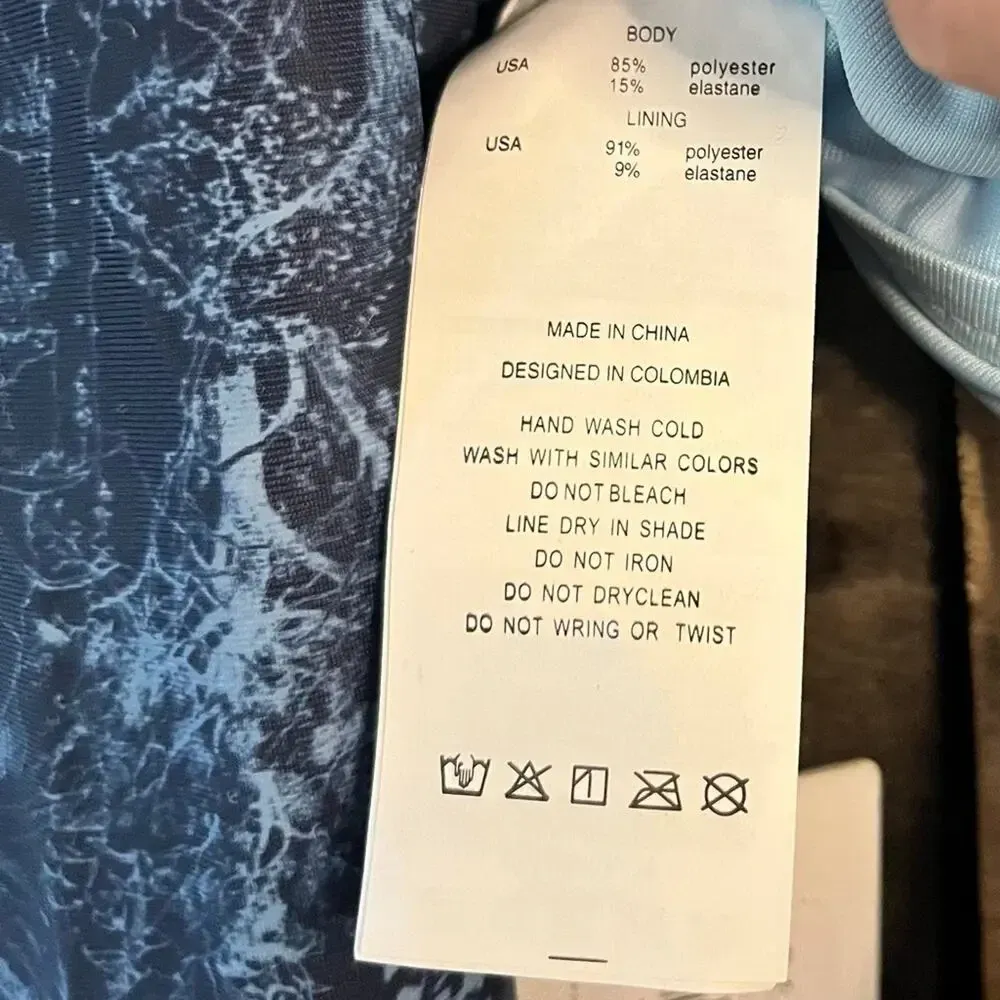 BODY
USA 85% polyester
15% elastane
LINING
USA 91% polyester
9% elastane
MADE IN CHINA
DESIGNED IN COLOMBIA
HAND WASH COLD
WASH WITH SIMILAR COLORS
DO NOT BLEACH
LINE DRY IN SHADE
DO NOT IRON
DO NOT DRYCLEAN
DO NOT WRING OR TWIST